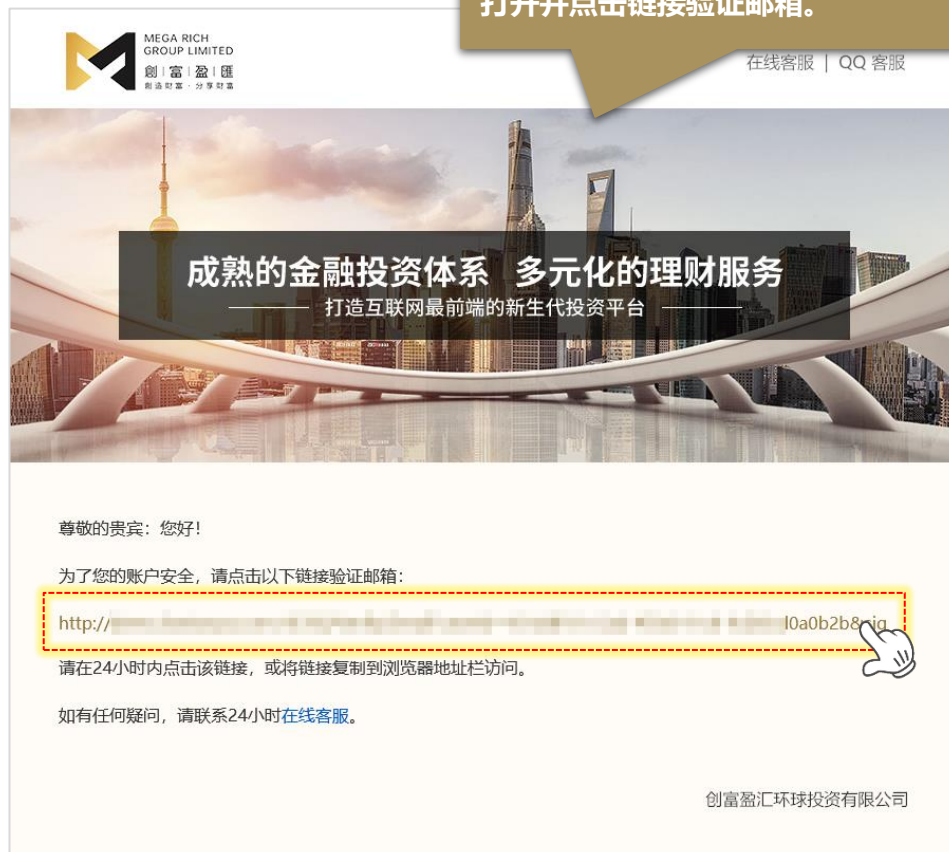 打开并点击链接验证邮箱。
MEGA RICH
GROUP LIMITED
創|富|盈|匯
創造財富·分享財富
在线客服 | QQ 客服
成熟的金融投资体系 多元化的理财服务
打造互联网最前端的新生代投资平台
尊敬的贵宾：您好！
为了您的账户安全，请点击以下链接验证邮箱：
http:// l0a0b2b8
请在24小时内点击该链接，或将链接复制到浏览器地址栏访问。
如有任何疑问，请联系24小时在线客服。
创富盈汇环球投资有限公司